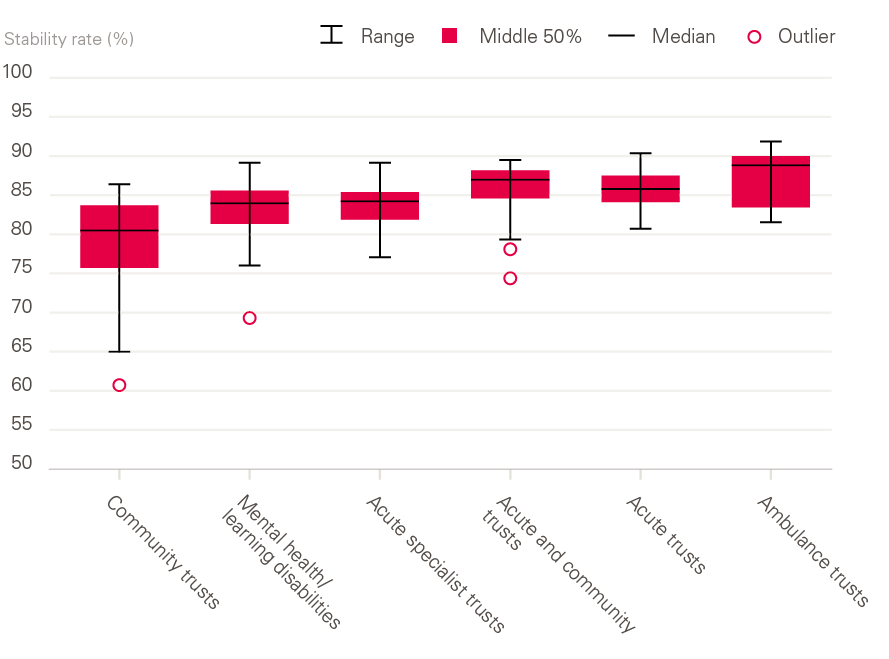 Stability rate (%)
Range
Middle 50%
Median
Outlier
100
95
90
85
80
75
70
65
60
55
50
Community trusts
Mental health/
learning disabilities
Acute specialist trusts
Acute and community
trusts
Acute trusts
Ambulance trusts